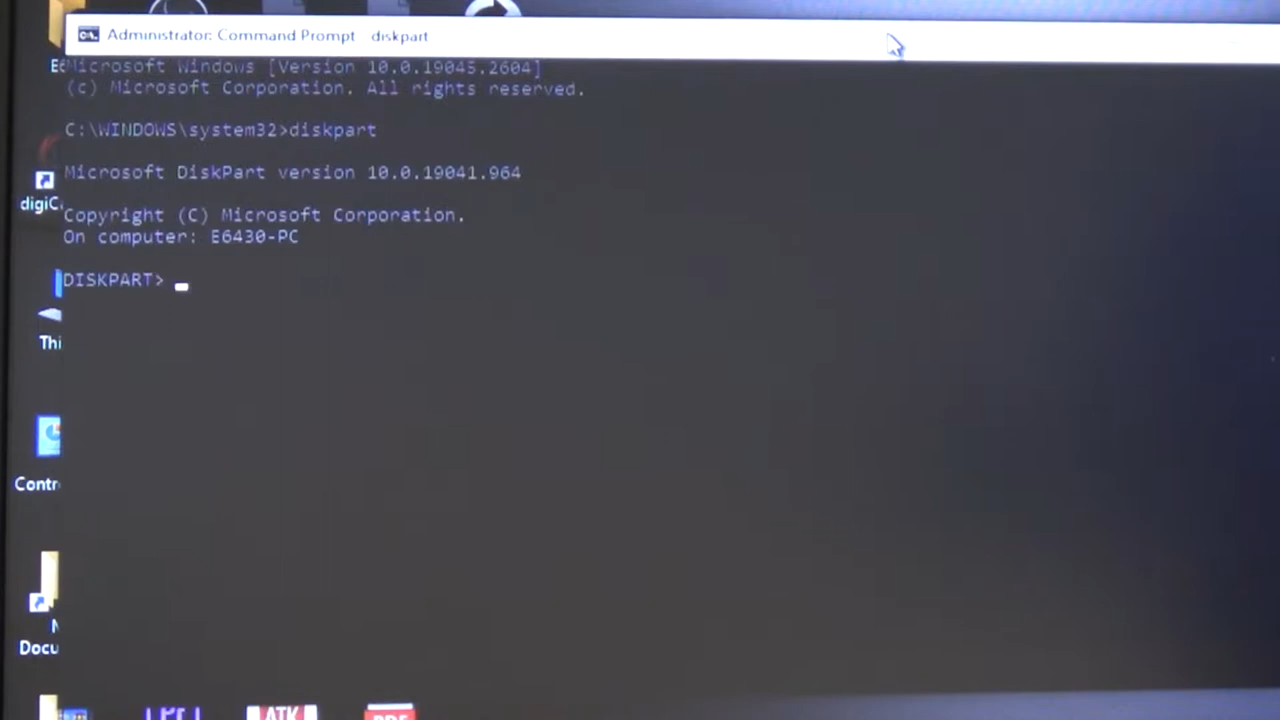 Administrator: Command Prompt diskpart
Microsoft Windows [Version 10.0.19045.2604]
(c) Microsoft Corporation. All rights reserved.
C:\WINDOWS\system32>diskpart
Microsoft DiskPart version 10.0.19041.964
Copyright (C) Microsoft Corporation.
On computer: E6430-PC
DISKPART>
digiC
Thi
Contr
Docu
ATK
PDF